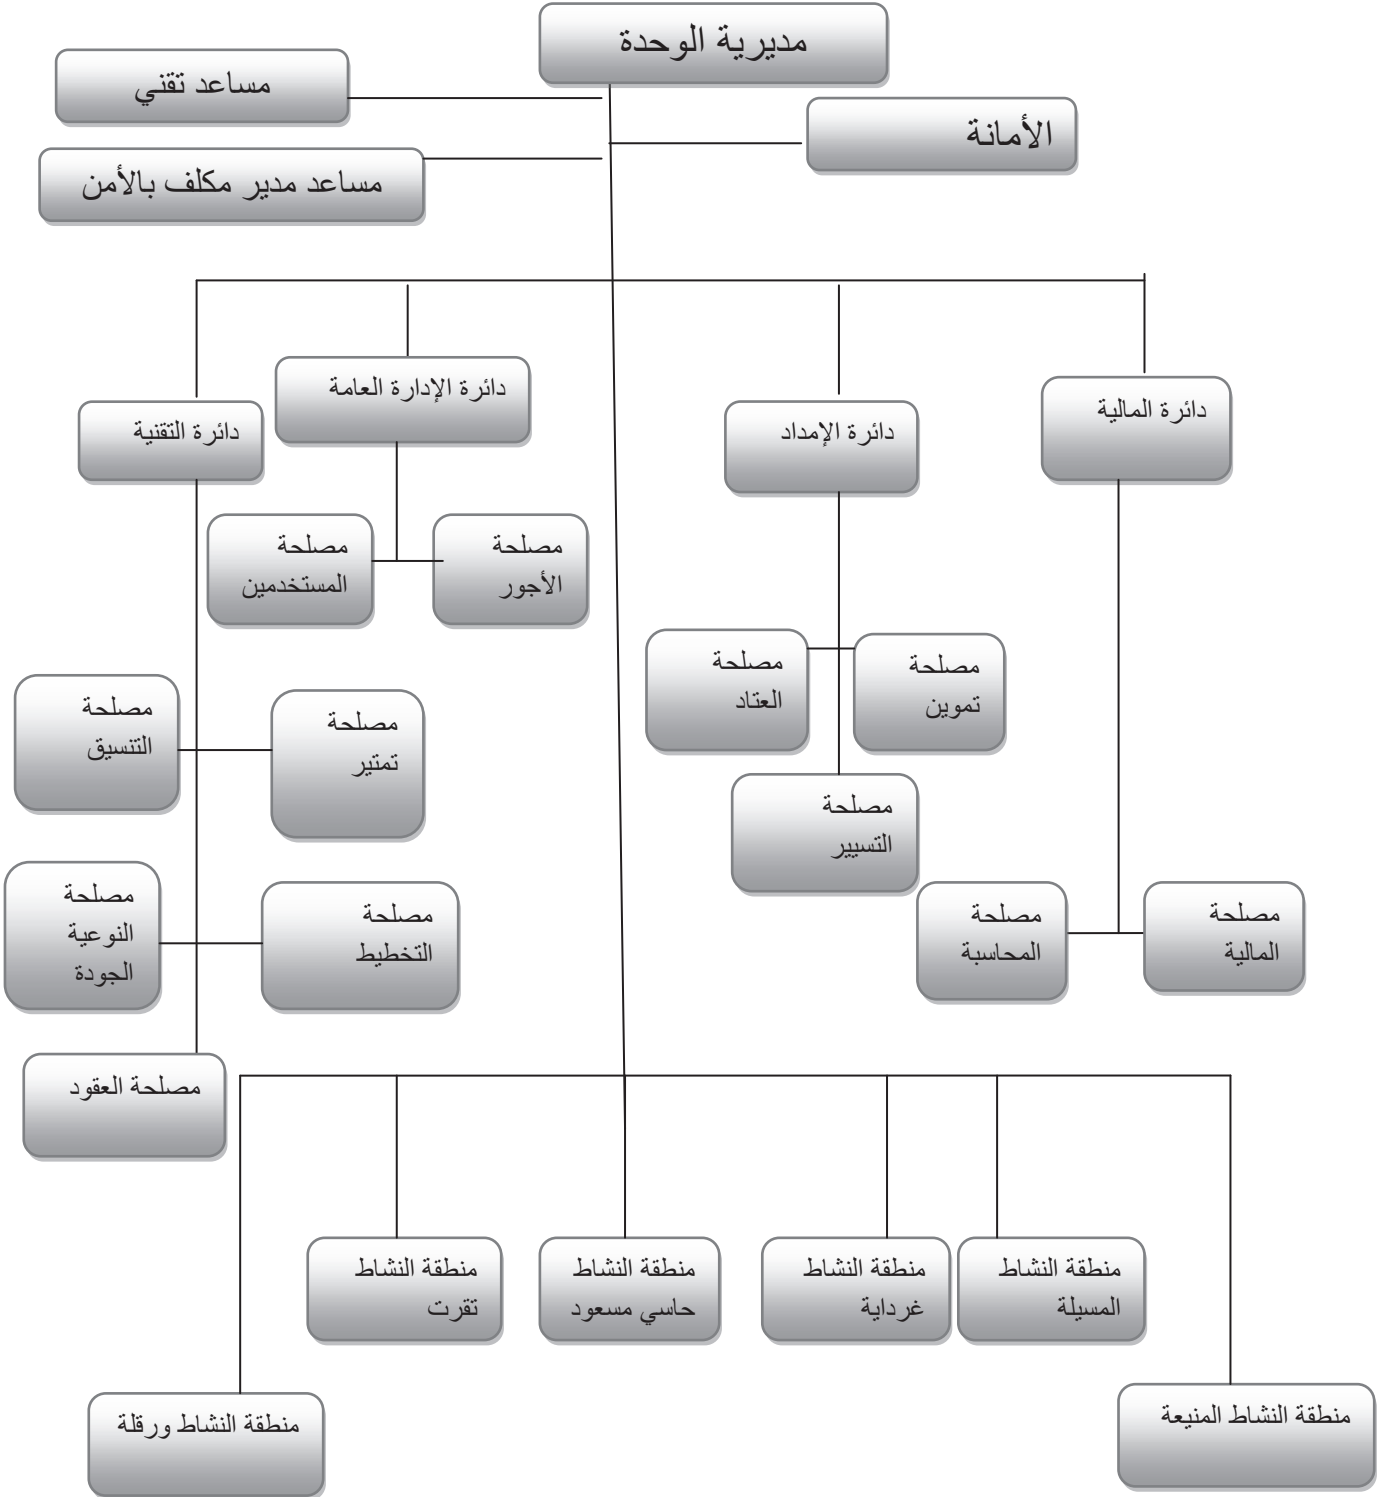 مديرية الوحدة
مساعد تقني
الأمانة
مساعد مدير مكلف بالأمن
دائرة المالية
دائرة الإمداد
دائرة الإدارة العامة
دائرة التقنية
مصلحة
الأجور
مصلحة
المستخدمين
مصلحة
تموين
مصلحة
العتاد
مصلحة
تمتير
مصلحة
التنسيق
مصلحة
التسيير
مصلحة
المالية
مصلحة
المحاسبة
مصلحة
التخطيط
مصلحة
النوعية
الجودة
مصلحة العقود
منطقة النشاط
المسيلة
منطقة النشاط
غرداية
منطقة النشاط
حاسي مسعود
منطقة النشاط
تقرت
منطقة النشاط المنيعة
منطقة النشاط ورقلة